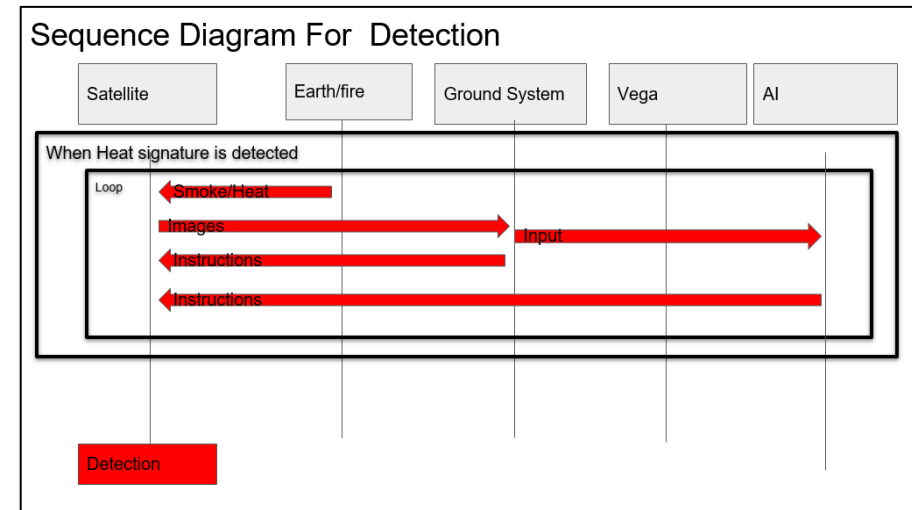 Sequence Diagram For  Detection
Satellite
Earth/fire
Ground System
Vega
AI
When Heat signature is detected
Loop
Smoke/Heat
Images
Input
Instructions
Instructions
Detection